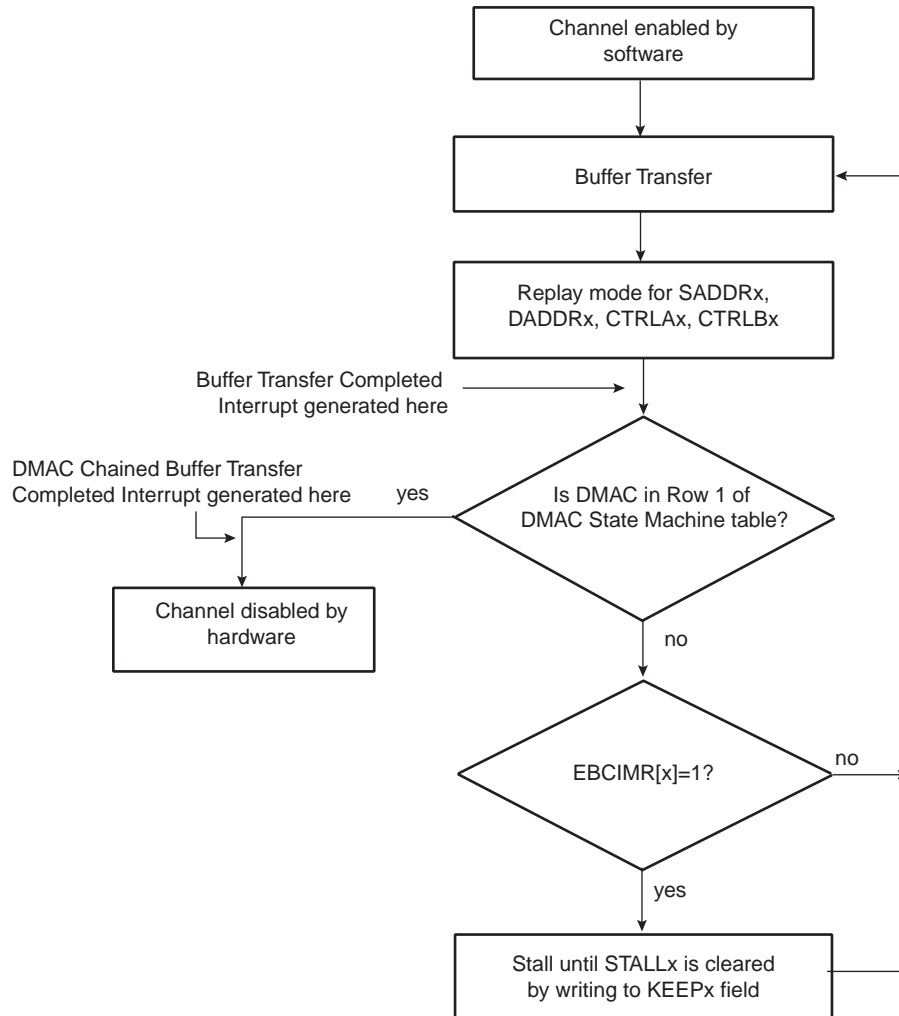 Channel enabled by
software
Buffer Transfer
Replay mode for SADDRx,
DADDRx, CTRLAx, CTRLBx
Buffer Transfer Completed
Interrupt generated here
DMAC Chained Buffer Transfer
Completed Interrupt generated here
yes
Is DMAC in Row 1 of
DMAC State Machine table?
Channel disabled by
hardware
no
EBCIMR[x]=1?
no
yes
Stall until STALLx is cleared
by writing to KEEPx field